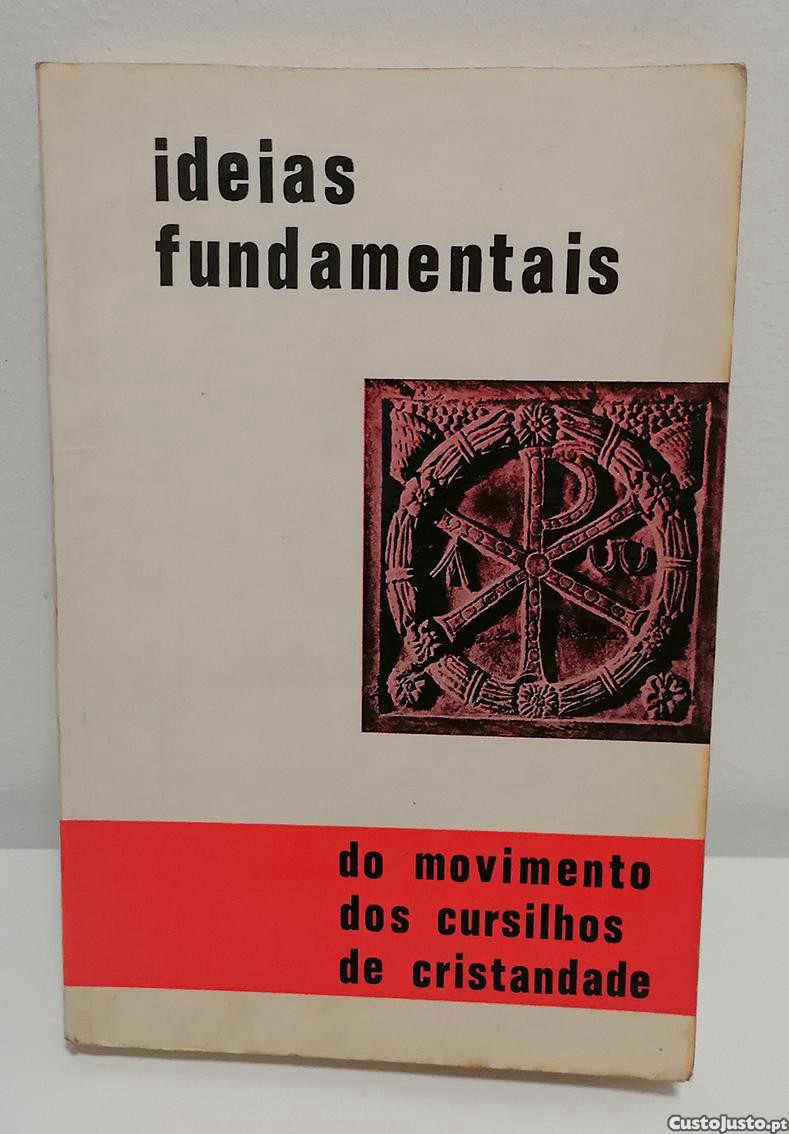 ideias
fundamentais
do movimento
dos cursilhos
de cristandade
CustoJusto.pt